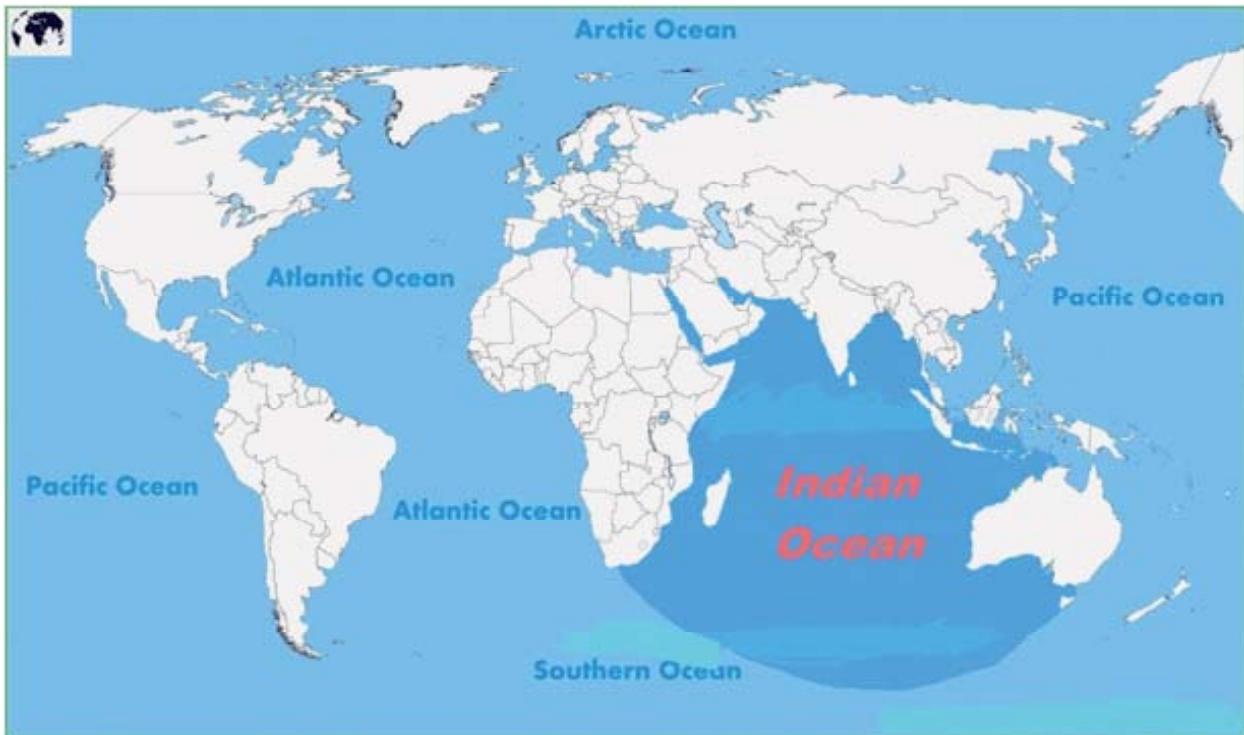 Arctic Ocean
Atlantic Ocean
Pacific Ocean
Pacific Ocean
Indian
Ocean
Atlantic Ocean
Southern Ocean